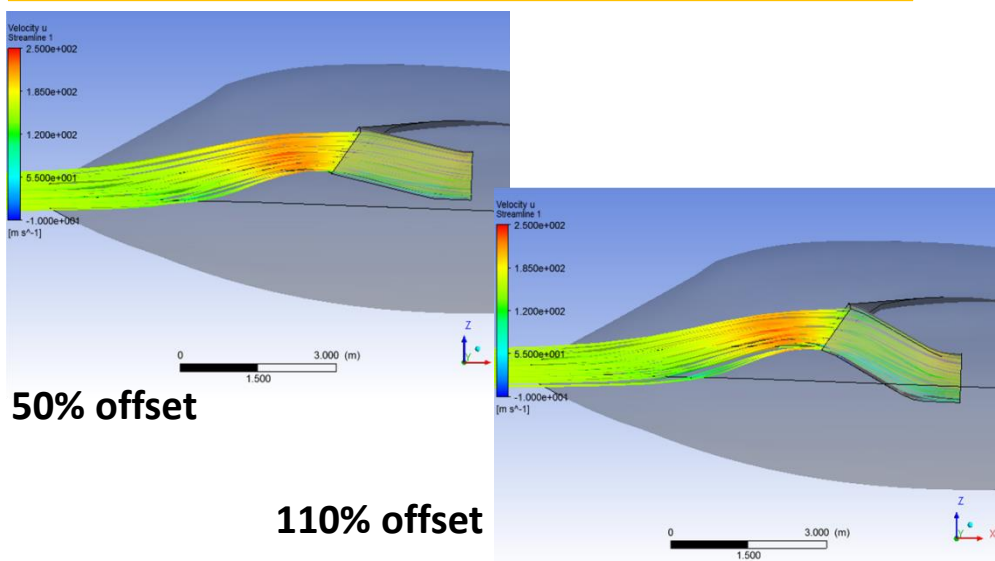 Velocity u
Streamline 1
2.500e+002
1.850e+002
1.200e+002
5.500e+001
-1.000e+001
[m s^-1]
0
3.000 (m)
1.500
Z
Y
50% offset
Velocity u
Streamline 1
2.500e+002
1.850e+002
1.200e+002
5.500e+001
-1.000e+001
[m s^-1]
0
3.000 (m)
1.500
Z
Y
X
110% offset